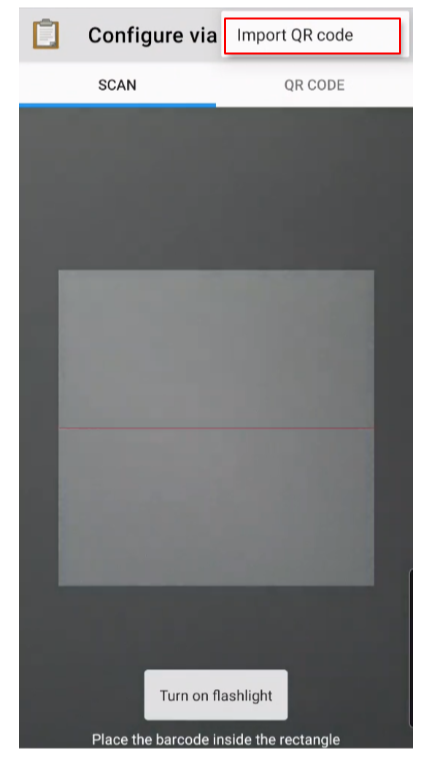 Configure via
Import QR code
SCAN
QR CODE
Turn on flashlight
Place the barcode inside the rectangle